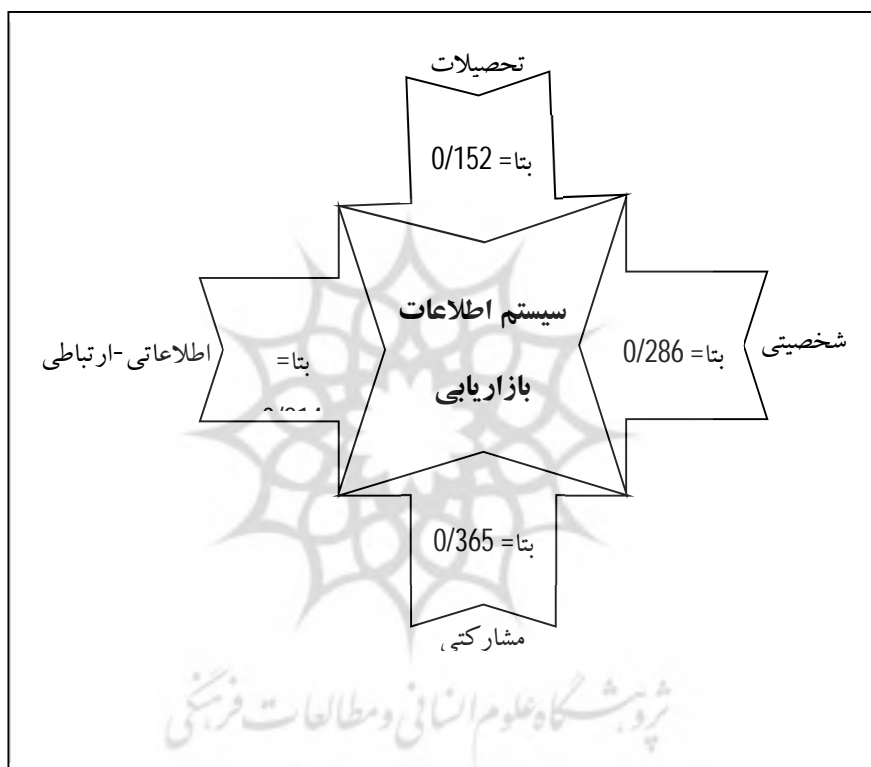 تحصیلات
بتا= 0/152
سیستم اطلاعات
بازاریابی
شخصیتی
بتا= 0/286
بتا=
اطلاعاتی-ارتباطی
بتا= 0/365
مشارکتی
پژوهشگاه علوم انسانی و مطالعات فرهنگی